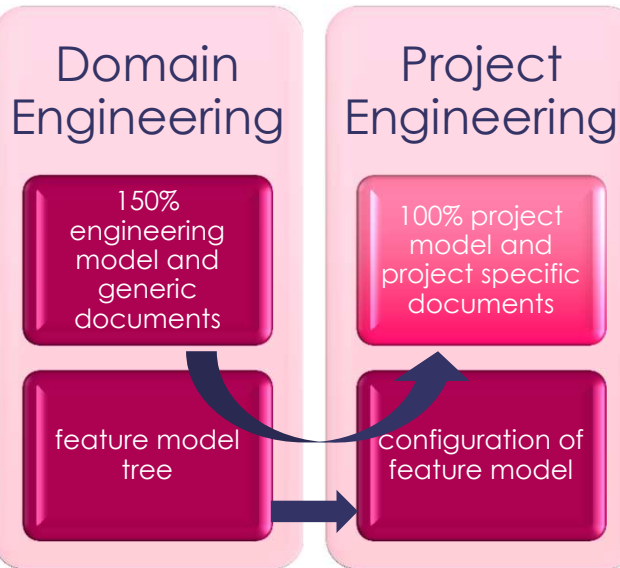 Domain
Engineering
150%
engineering
model and
generic
documents
feature model
tree
Project
Engineering
100% project
model and
project specific
documents
configuration of
feature model